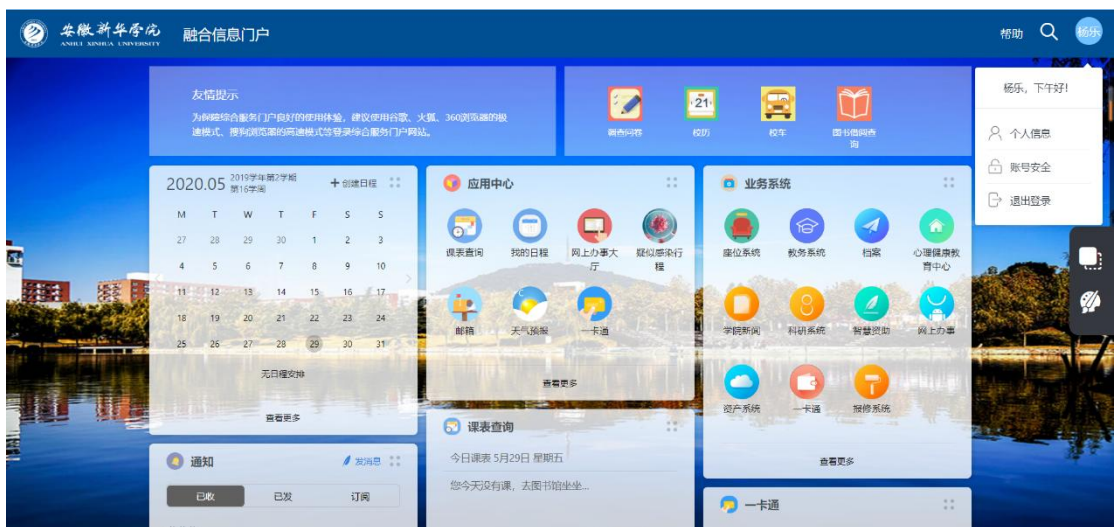 安徽新华学院
ANHUI XINHUA UNIVERSITY
融合信息门户
帮助
杨乐
杨乐，下午好!
个人信息
账号安全
退出登录
友情提示
为保障综合服务门户良好的使用体验，建议使用谷歌、火狐、360浏览器的极
速模式、搜狗浏览器的高速模式等登录综合服务门户网站。
调查问卷
21
校历
校车
图书借阅查
询
2020.05
2019学年第2学期
第16学周
+ 创建日程
M T W T F S S
27 28 29 30 1 2 3
4 5 6 7 8 9 10
11 12 13 14 15 16 17
18 19 20 21 22 23 24
25 26 27 28 29 30 31
无日程安排
查看更多
通知
发消息
已收 已发 订阅
应用中心
课表查询
我的日程
网上办事大
厅
疑似感染行
程
邮箱
天气预报
一卡通
查看更多
课表查询
今日课表 5月29日 星期五
您今天没有课，去图书馆坐坐...
业务系统
座位系统
教务系统
档案
心理健康教
育中心
学院新闻
科研系统
智慧资助
网上办事
资产系统
一卡通
报修系统
查看更多
一卡通